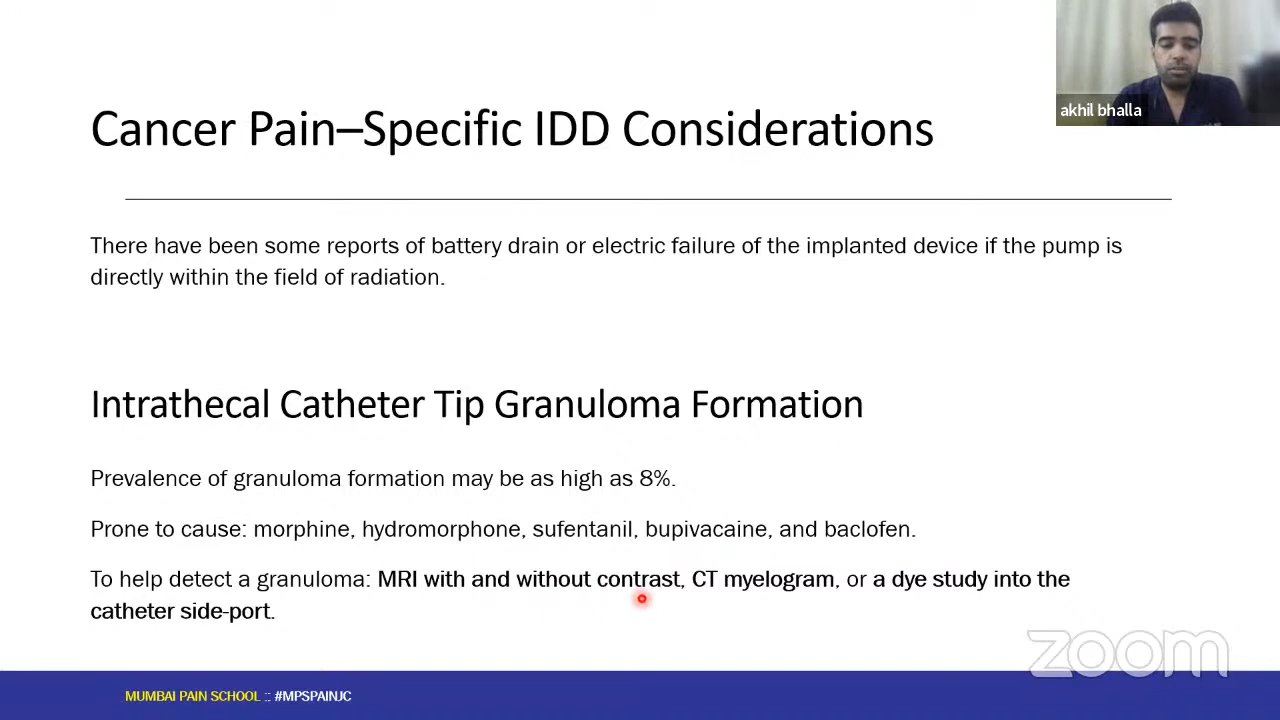 akhil bhalla
Cancer Pain–Specific IDD Considerations
There have been some reports of battery drain or electric failure of the implanted device if the pump is
directly within the field of radiation.
Intrathecal Catheter Tip Granuloma Formation
Prevalence of granuloma formation may be as high as 8%.
Prone to cause: morphine, hydromorphone, sufentanil, bupivacaine, and baclofen.
To help detect a granuloma: MRI with and without contrast, CT myelogram, or a dye study into the
catheter side-port.
zoom
MUMBAI PAIN SCHOOL :: #MPSPAINJC